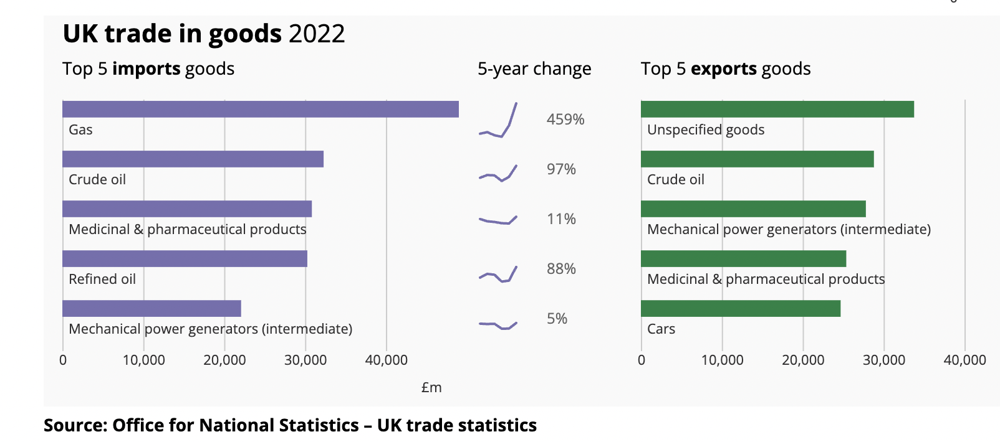 UK trade in goods 2022
Top 5 imports goods
5-year change
Top 5 exports goods
Gas
459%
Unspecified goods
Crude oil
97%
Crude oil
Medicinal & pharmaceutical products
11%
Mechanical power generators (intermediate)
Refined oil
88%
Medicinal & pharmaceutical products
Mechanical power generators (intermediate)
5%
Cars
0 10,000 20,000 30,000 40,000
0 10,000 20,000 30,000 40,000
£m
Source: Office for National Statistics – UK trade statistics